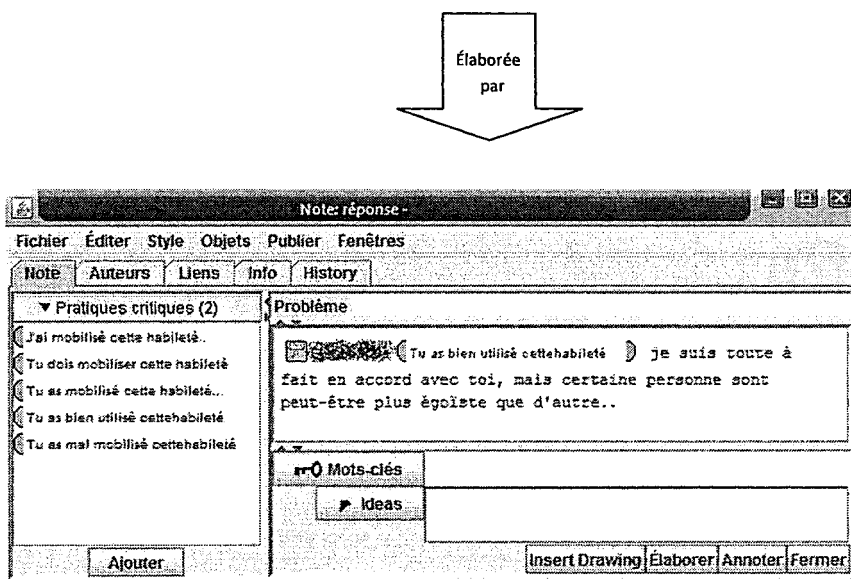 Élaborée
par
Note: réponse -
Fichier Éditer Style Objets Publier Fenêtres
Note Auteurs Liens Info History
Pratiques critiques (2)
J'ai mobilisé cette habileté..
Tu dois mobiliser cette habileté
Tu as mobilisé cette habileté...
Tu as bien utilisé cettehabileté
Tu as mal mobilisé cettehabileté
Ajouter
Problème
Tu as bien utilisé cettehabileté je suis toute à
fait en accord avec toi, mais certaine personne sont
peut-être plus égoïste que d'autre..
Mots-clés
Ideas
Insert Drawing Élaborer Annoter Fermer